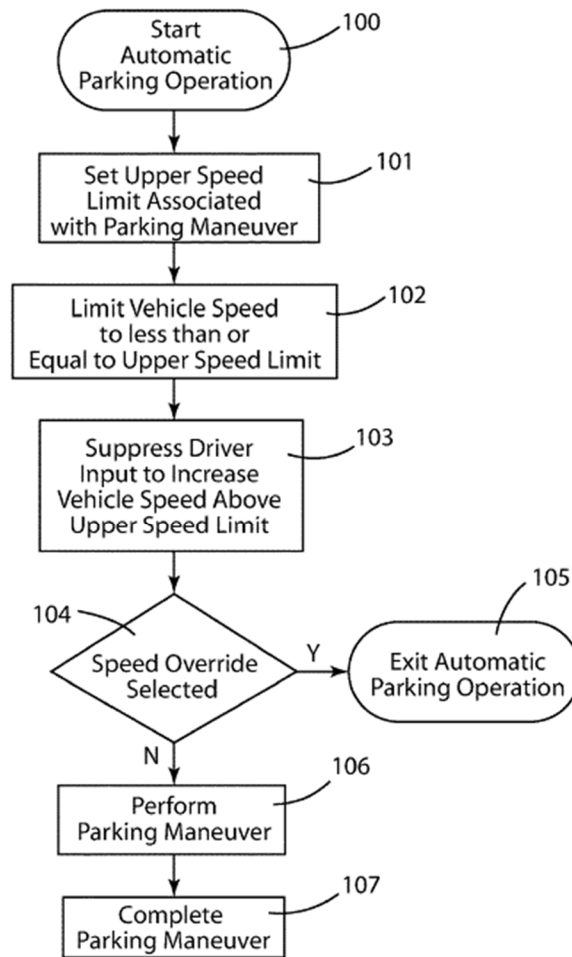 Start
Automatic
Parking Operation
100
Set Upper Speed
Limit Associated
with Parking Maneuver
101
Limit Vehicle Speed
to less than or
Equal to Upper Speed Limit
102
Suppress Driver
Input to Increase
Vehicle Speed Above
Upper Speed Limit
103
104
Speed Override
Selected
Y
105
Exit Automatic
Parking Operation
N
106
Perform
Parking Maneuver
107
Complete
Parking Maneuver